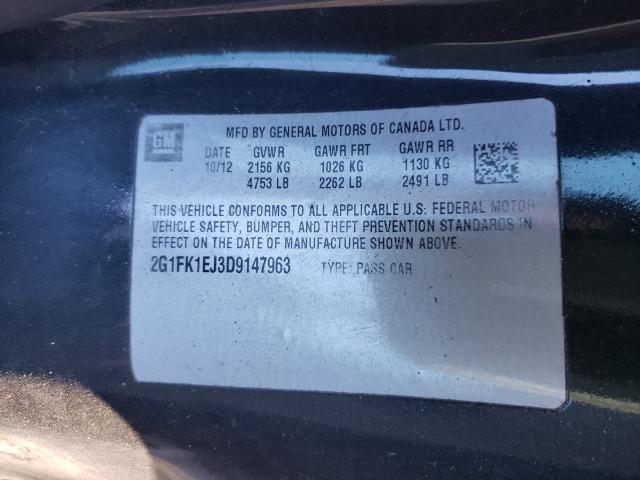 GM
MFD BY GENERAL MOTORS OF CANADA LTD.
DATE GVWR GAWR FRT GAWR RR
10/12 2156 KG 1026 KG 1130 KG
4753 LB 2262 LB 2491 LB
THIS VEHICLE CONFORMS TO ALL APPLICABLE U.S. FEDERAL MOTOR
VEHICLE SAFETY, BUMPER, AND THEFT PREVENTION STANDARDS IN
EFFECT ON THE DATE OF MANUFACTURE SHOWN ABOVE.
2G1FK1EJ3D9147963 TYPE: PASS CAR